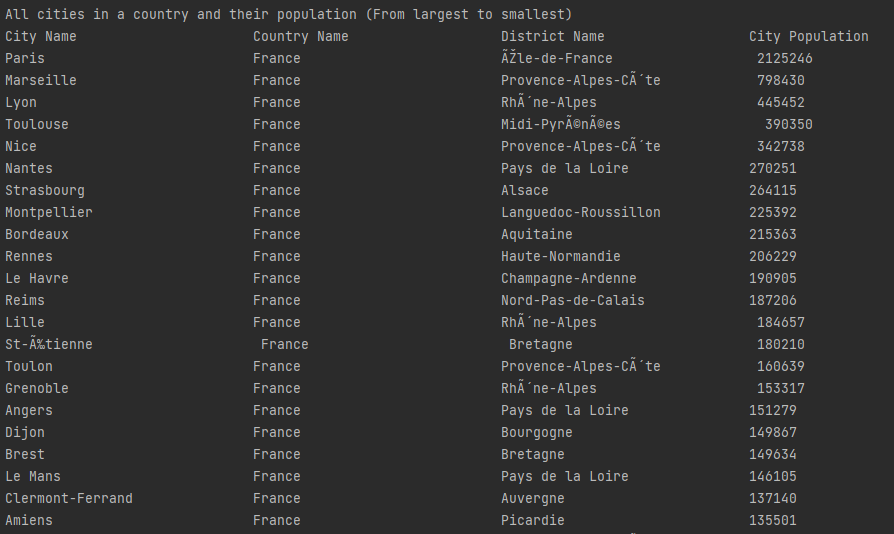 All cities in a country and their population (From largest to smallest)
City Name Country Name District Name City Population
Paris France ÃŽle-de-France 2125246
Marseille France Provence-Alpes-CÃ´te 798430
Lyon France RhÃ´ne-Alpes 445452
Toulouse France Midi-PyrÃ©nÃ©es 390350
Nice France Provence-Alpes-CÃ´te 342738
Nantes France Pays de la Loire 270251
Strasbourg France Alsace 264115
Montpellier France Languedoc-Roussillon 225392
Bordeaux France Aquitaine 215363
Rennes France Haute-Normandie 206229
Le Havre France Champagne-Ardenne 190905
Reims France Nord-Pas-de-Calais 187206
Lille France RhÃ´ne-Alpes 184657
St-Ã‰tienne France Bretagne 180210
Toulon France Provence-Alpes-CÃ´te 160639
Grenoble France RhÃ´ne-Alpes 153317
Angers France Pays de la Loire 151279
Dijon France Bourgogne 149867
Brest France Bretagne 149634
Le Mans France Pays de la Loire 146105
Clermont-Ferrand France Auvergne 137140
Amiens France Picardie 135501